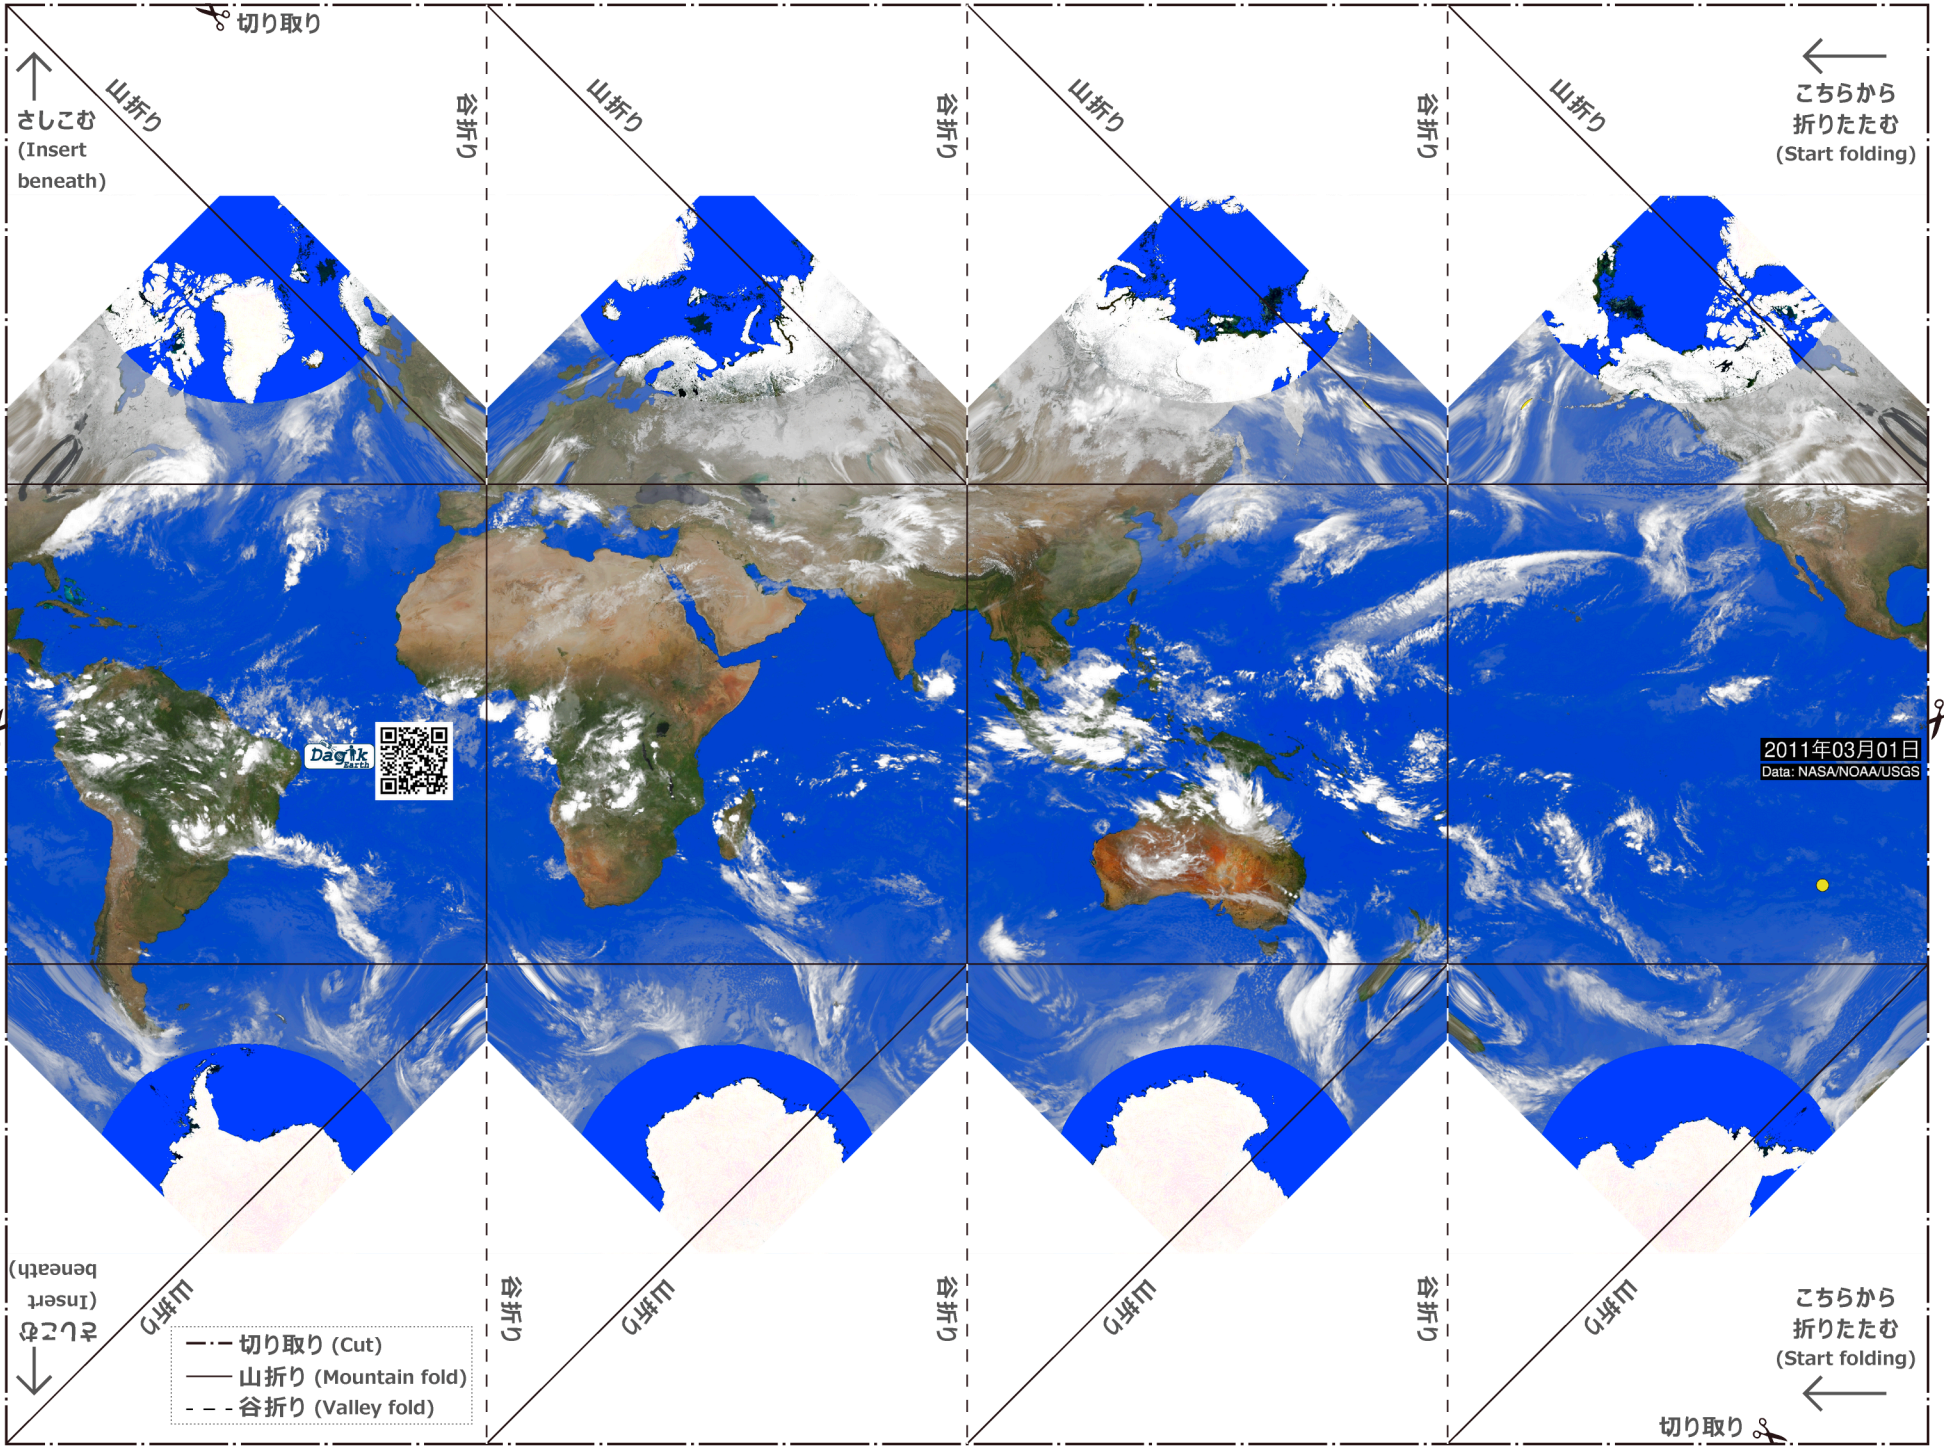 切り取り
さしこむ
(Insert
beneath)
山折り
谷折り
山折り
谷折り
山折り
谷折り
山折り
こちらから
折りたたむ
(Start folding)
Dagik
Earth
2011年03月01日
Data: NASA/NOAA/USGS
さしこむ
(Insert
beneath)
山折り
谷折り
山折り
谷折り
山折り
谷折り
山折り
こちらから
折りたたむ
(Start folding)
切り取り (Cut)
山折り (Mountain fold)
谷折り (Valley fold)
切り取り